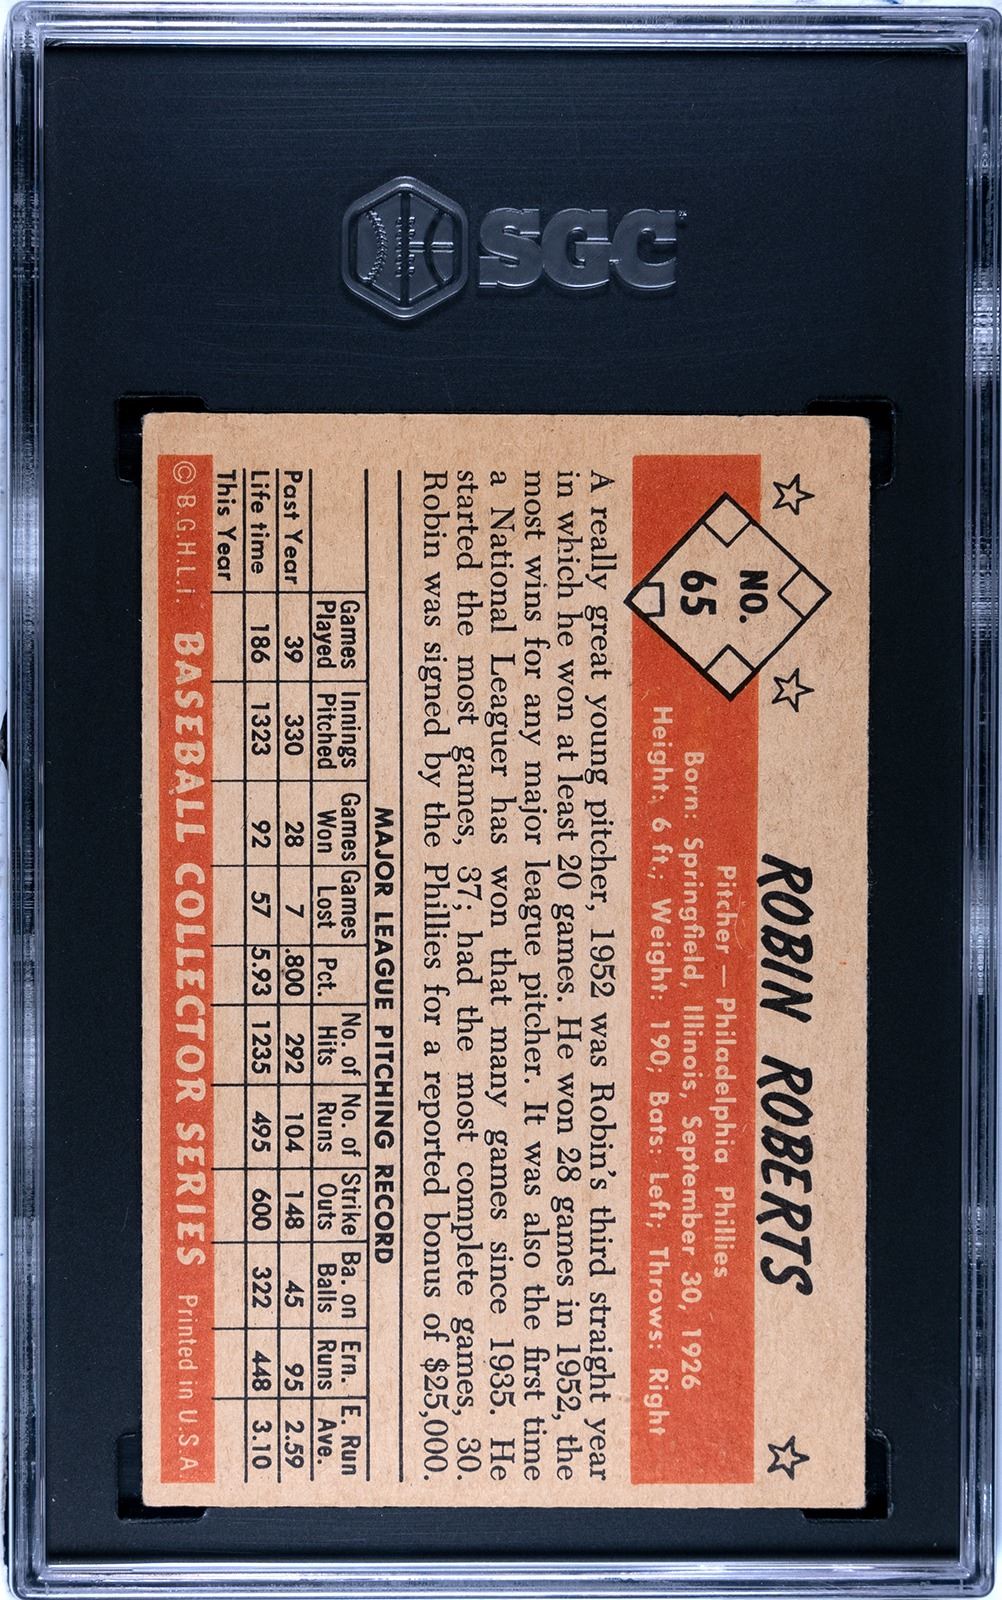 SGC
NO.
65
ROBIN ROBERTS
Pitcher — Philadelphia Phillies
Born: Springfield, Illinois, September 30, 1926
Height: 6 ft.; Weight: 190; Bats: Left; Throws: Right
A really great young pitcher, 1952 was Robin's third straight year
in which he won at least 20 games. He won 28 games in 1952, the
most wins for any major league pitcher. It was also the first time
a National Leaguer has won that many games since 1935. He
started the most games, 37; had the most complete games, 30.
Robin was signed by the Phillies for a reported bonus of $25,000.
MAJOR LEAGUE PITCHING RECORD
Games Played Innings Pitched Games Won Games Lost Pct. No. of Hits No. of Runs Strike Outs Ba. on Balls Ern. Runs E. Run Ave.
Past Year 39 330 28 7 .800 292 104 148 45 95 2.59
Life time 186 1323 92 57 5.93 1235 495 600 322 448 3.10
This Year
© B.G.H.L.I. BASEBALL COLLECTOR SERIES Printed in U.S.A.